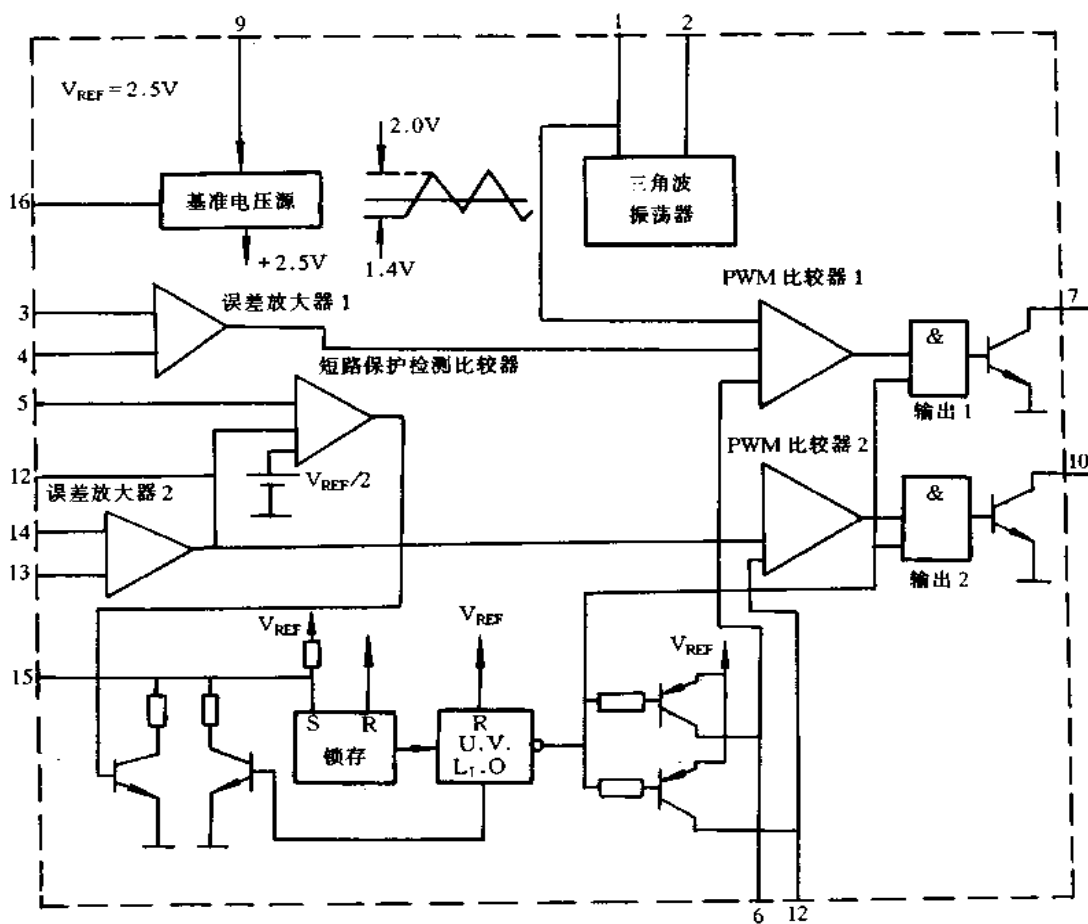 1
2
9
V_REF = 2.5V
2.0V
三角波
振荡器
基准电压源
16
+2.5V
1.4V
PWM 比较器 1
误差放大器 1
7
3
4
&
短路保护检测比较器
5
输出 1
PWM 比较器 2
10
12
V_REF/2
误差放大器 2
&
14
13
输出 2
V_REF
V_REF
V_REF
15
S
R
R
锁存
U.V.
L.O
6
12